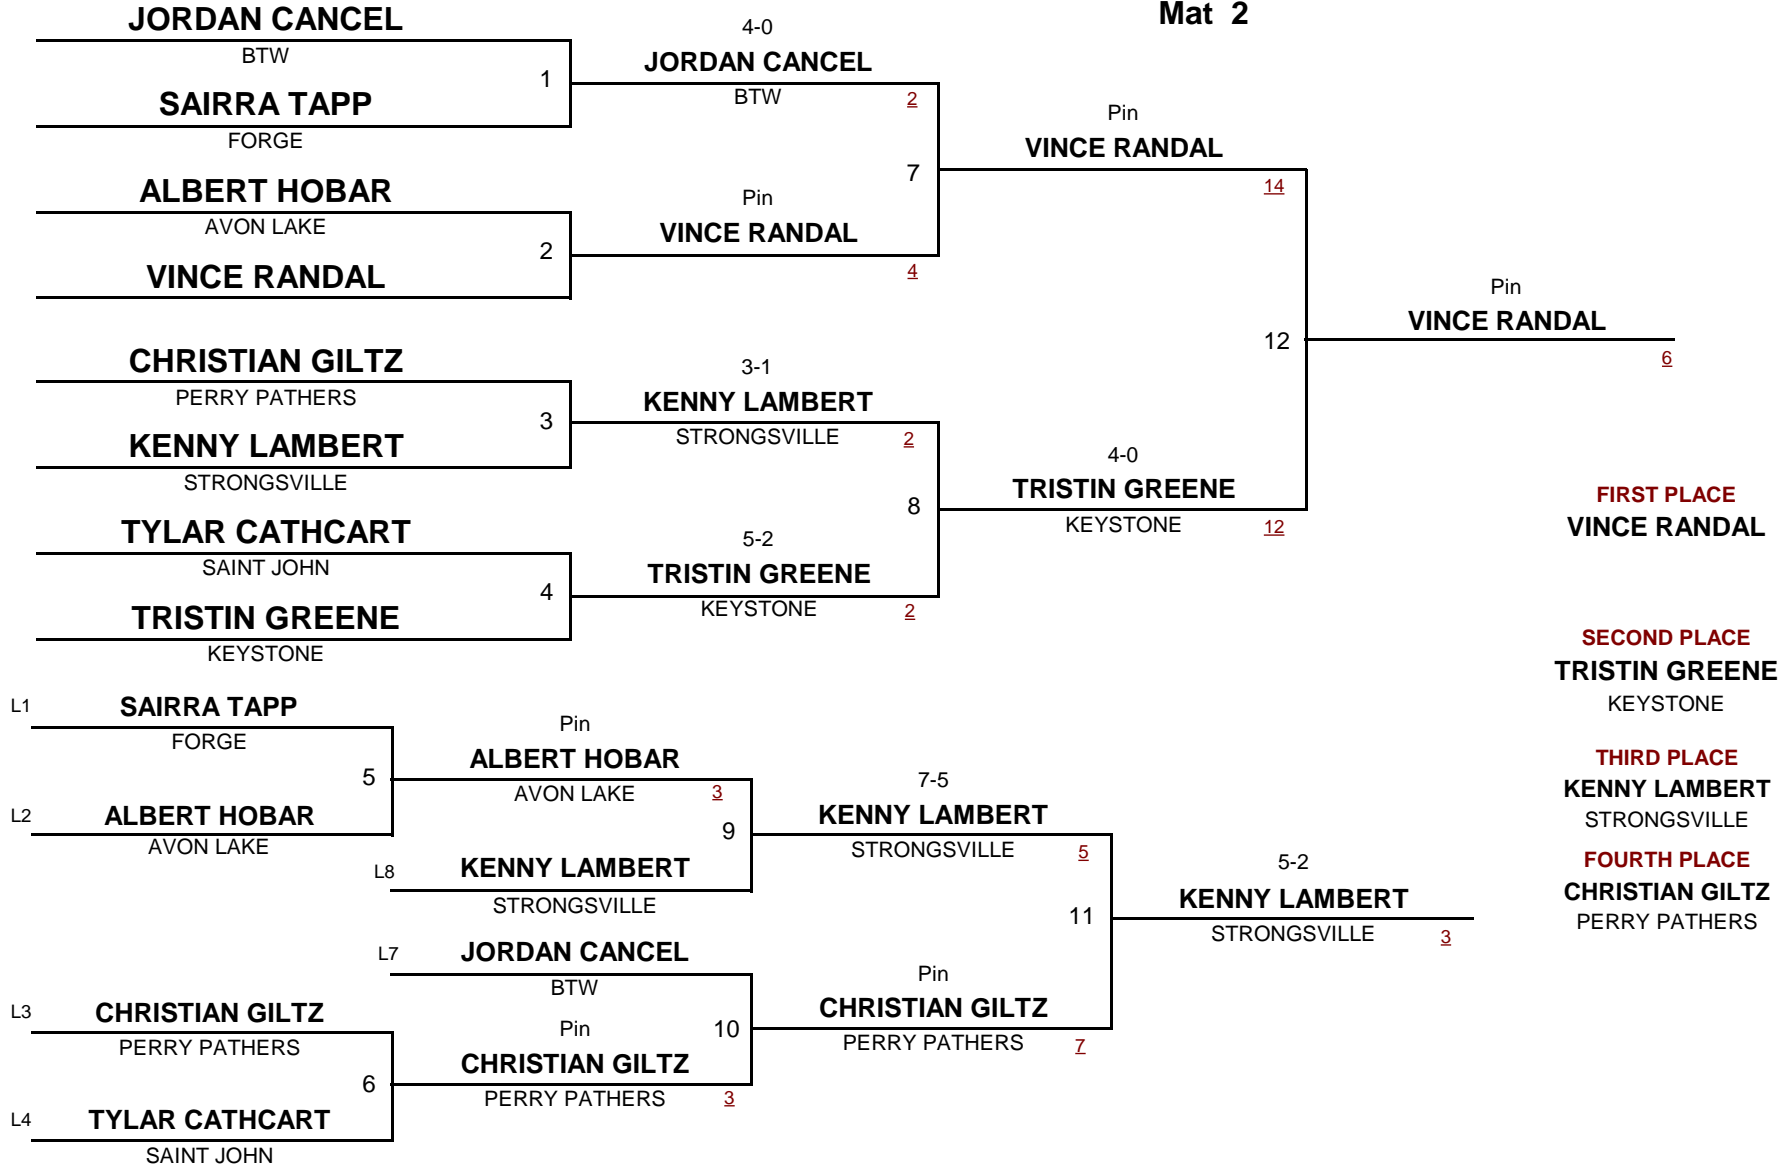 Mat 2
JORDAN CANCEL
BTW
1
SAIRRA TAPP
FORGE
4-0
JORDAN CANCEL
BTW
2
ALBERT HOBAR
AVON LAKE
2
VINCE RANDAL
Pin
VINCE RANDAL
4
7
Pin
VINCE RANDAL
14
CHRISTIAN GILTZ
PERRY PATHERS
3
KENNY LAMBERT
STRONGSVILLE
3-1
KENNY LAMBERT
STRONGSVILLE
2
TYLAR CATHCART
SAINT JOHN
4
TRISTIN GREENE
KEYSTONE
5-2
TRISTIN GREENE
KEYSTONE
2
8
4-0
TRISTIN GREENE
KEYSTONE
12
12
Pin
VINCE RANDAL
6
FIRST PLACE
VINCE RANDAL
SECOND PLACE
TRISTIN GREENE
KEYSTONE
THIRD PLACE
KENNY LAMBERT
STRONGSVILLE
FOURTH PLACE
CHRISTIAN GILTZ
PERRY PATHERS
L1
SAIRRA TAPP
FORGE
5
L2
ALBERT HOBAR
AVON LAKE
Pin
ALBERT HOBAR
AVON LAKE
3
9
L8
KENNY LAMBERT
STRONGSVILLE
7-5
KENNY LAMBERT
STRONGSVILLE
5
L7
JORDAN CANCEL
BTW
L3
CHRISTIAN GILTZ
PERRY PATHERS
6
L4
TYLAR CATHCART
SAINT JOHN
Pin
CHRISTIAN GILTZ
PERRY PATHERS
3
10
Pin
CHRISTIAN GILTZ
PERRY PATHERS
7
11
5-2
KENNY LAMBERT
STRONGSVILLE
3